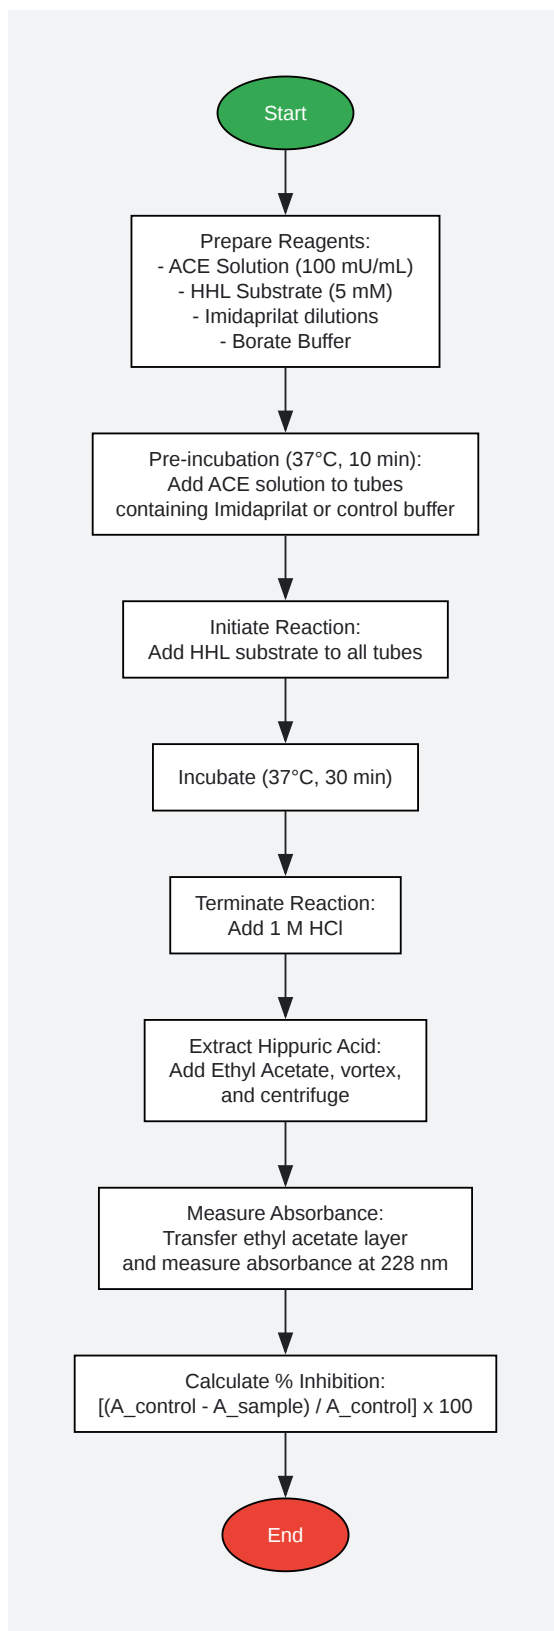 Start
Prepare Reagents:
- ACE Solution (100 mU/mL)
- HHL Substrate (5 mM)
- Imidaprilat dilutions
- Borate Buffer
Pre-incubation (37°C, 10 min):
Add ACE solution to tubes
containing Imidaprilat or control buffer
Initiate Reaction:
Add HHL substrate to all tubes
Incubate (37°C, 30 min)
Terminate Reaction:
Add 1 M HCl
Extract Hippuric Acid:
Add Ethyl Acetate, vortex,
and centrifuge
Measure Absorbance:
Transfer ethyl acetate layer
and measure absorbance at 228 nm
Calculate % Inhibition:
[(A_control - A_sample) / A_control] x 100
End